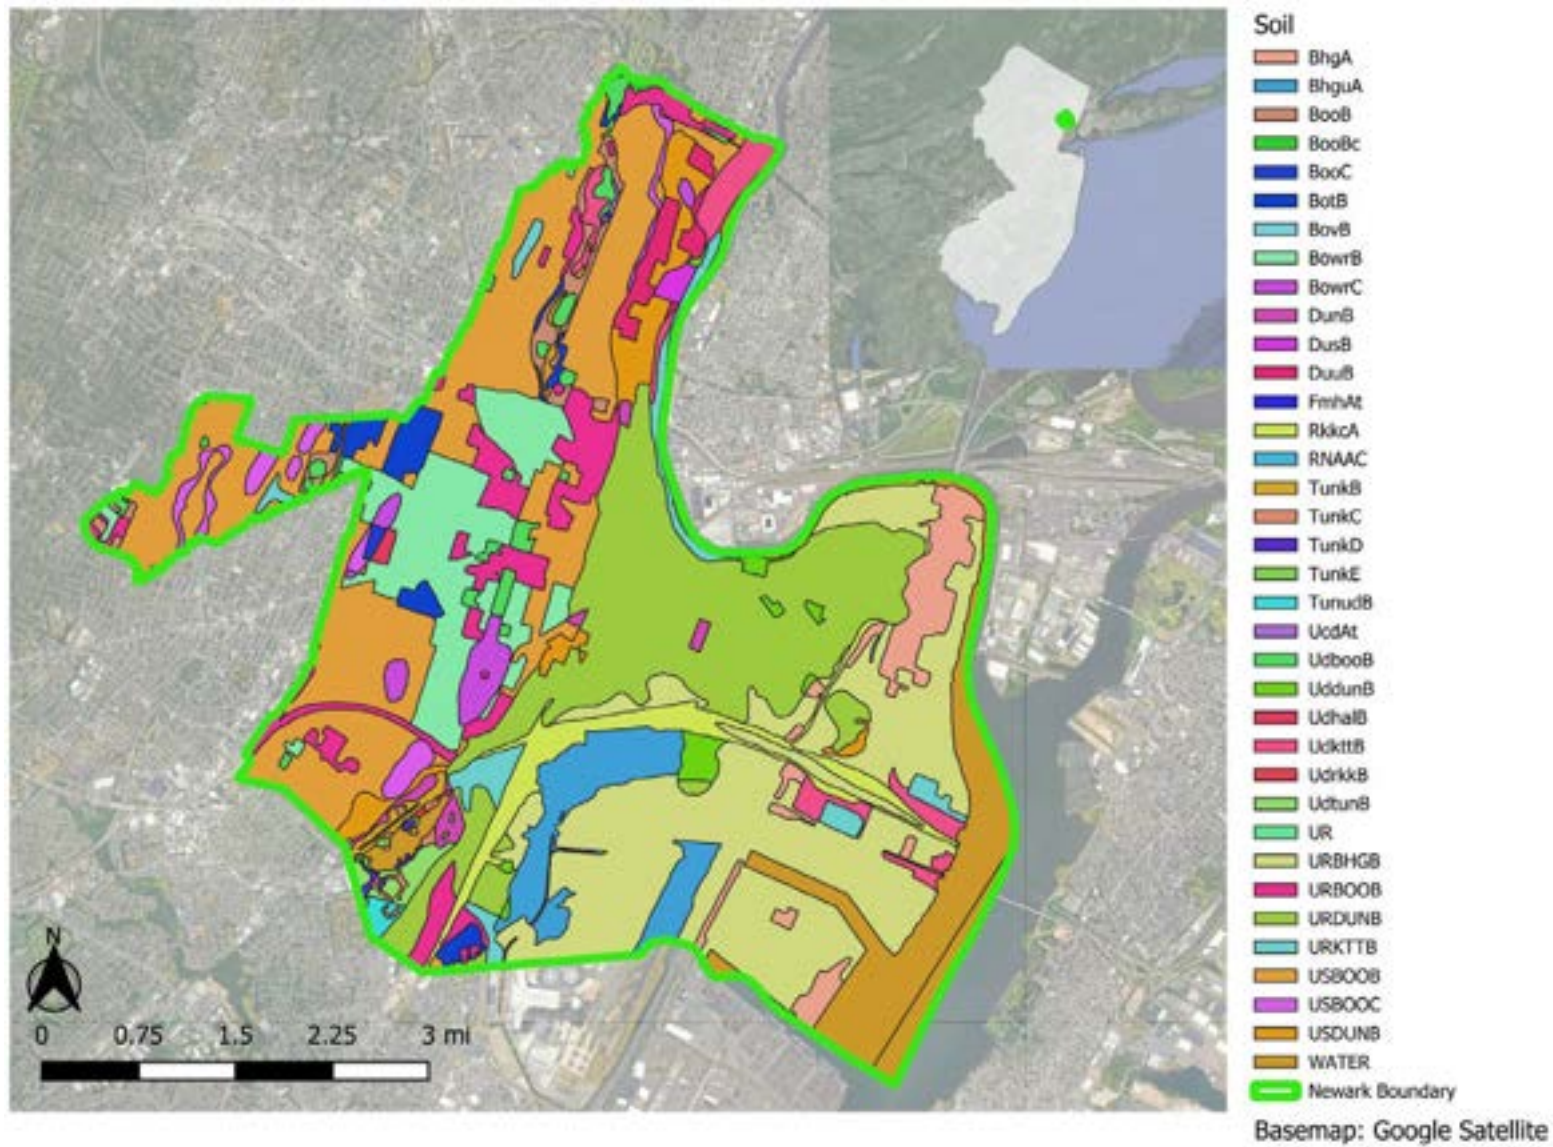 Soil
BhgA
BhguA
BooB
BooBc
BooC
BotB
BovB
BowrB
BowrC
DunB
DusB
DuuB
FmhAt
RkkcA
RNAAC
TunkB
TunkC
TunkD
TunkE
TunudB
UcdAt
UdbooB
UddunB
UdhalB
UdkttB
UdrkkB
UdtunB
UR
URBHGB
URBOOB
URDUNB
URKTTB
USBOOB
USBOOC
USDUNB
WATER
Newark Boundary
Basemap: Google Satellite
N
0 0.75 1.5 2.25 3 mi